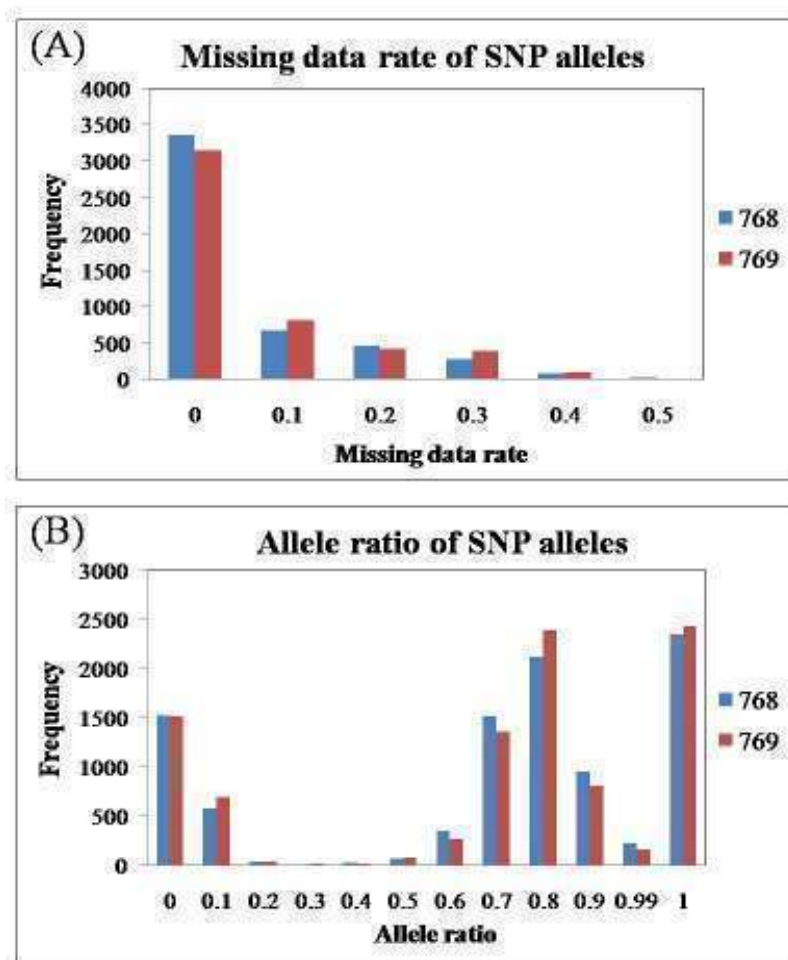 (A)
Missing data rate of SNP alleles
4000
3500
3000
2500
2000
1500
1000
500
0
Frequency
0 0.1 0.2 0.3 0.4 0.5
Missing data rate
768
769
(B)
Allele ratio of SNP alleles
3000
2500
2000
1500
1000
500
0
Frequency
0 0.1 0.2 0.3 0.4 0.5 0.6 0.7 0.8 0.9 0.99 1
Allele ratio
768
769